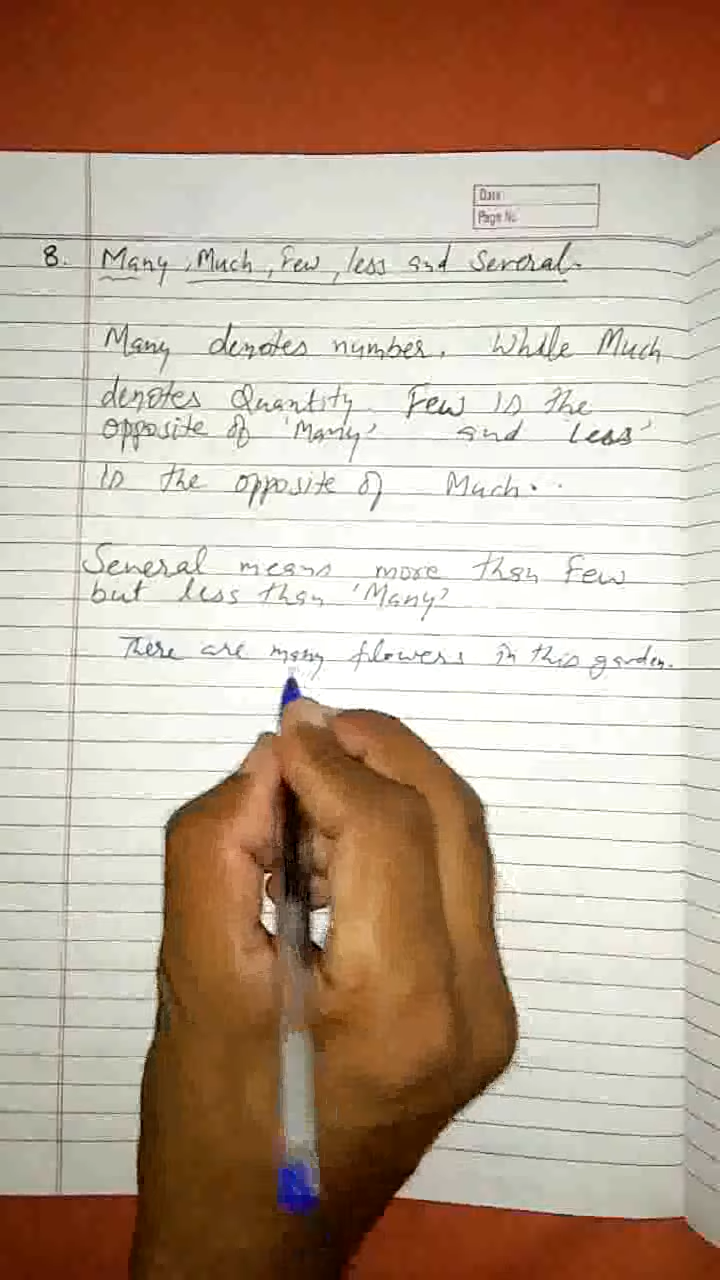 Date
Page No.
8. Many, Much, Few, less and Several.
Many denotes number. While Much
denotes Quantity. Few is the
opposite of 'Many' and less'
is the opposite of Much.
Several means more than Few
but less than 'Many'
There are many flowers in this garden.